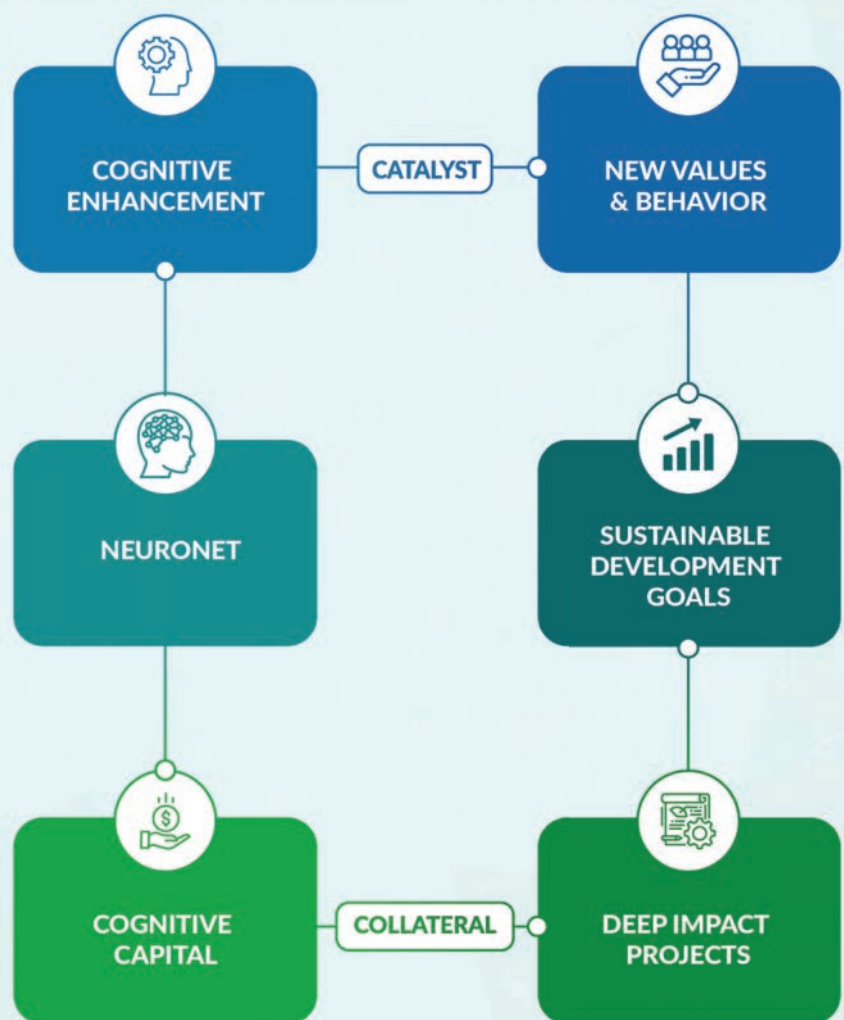 COGNITIVE
ENHANCEMENT
CATALYST
NEW VALUES
& BEHAVIOR
NEURONET
SUSTAINABLE
DEVELOPMENT
GOALS
$
COGNITIVE
CAPITAL
COLLATERAL
DEEP IMPACT
PROJECTS